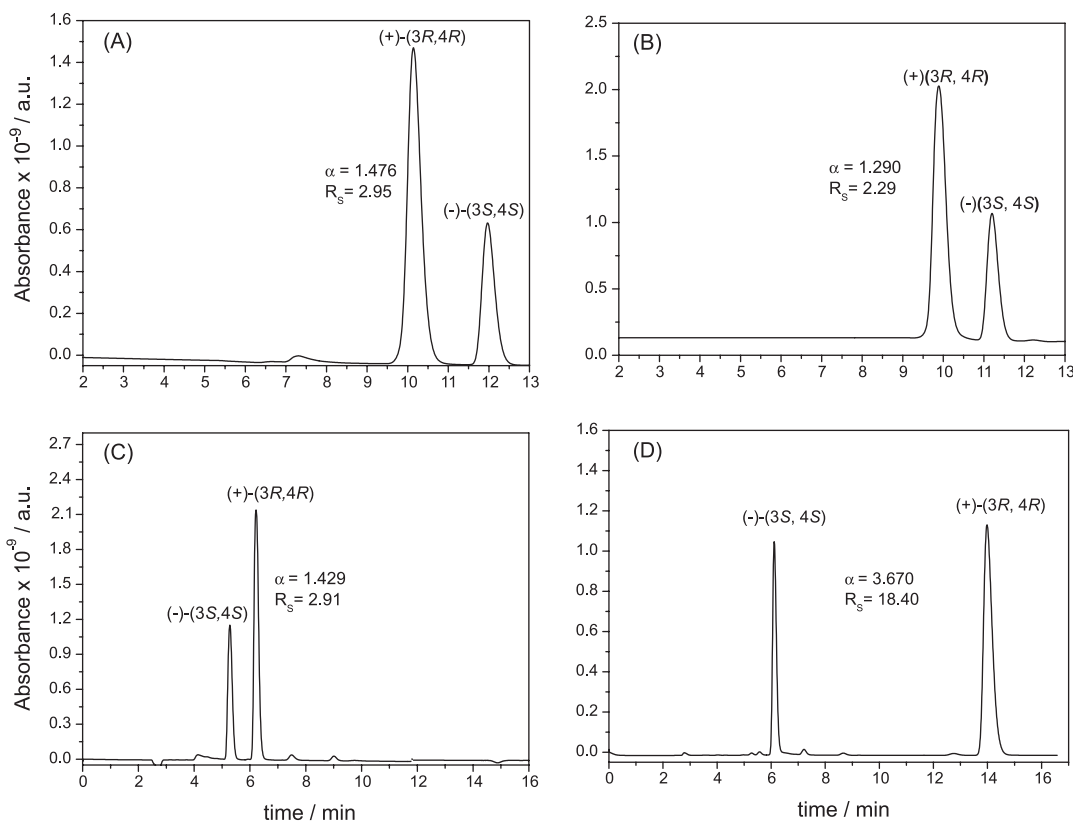 (A)
(+)-(3R,4R)
α = 1.476
Rs= 2.95
(-)-(3S,4S)
Absorbance x 10-9 / a.u.
1.6
1.4
1.2
1.0
0.8
0.6
0.4
0.2
0.0
2 3 4 5 6 7 8 9 10 11 12 13
(B)
(+)(3R, 4R)
α = 1.290
Rs= 2.29
(-)(3S, 4S)
2.5
2.0
1.5
1.0
0.5
0.0
2 3 4 5 6 7 8 9 10 11 12 13
(C)
(+)-(3R,4R)
α = 1.429
Rs= 2.91
(-)-(3S,4S)
Absorbance x 10-9 / a.u.
2.7
2.4
2.1
1.8
1.5
1.2
0.9
0.6
0.3
0.0
0 2 4 6 8 10 12 14 16
time / min
(D)
(-)-(3S, 4S)
(+)-(3R, 4R)
α = 3.670
Rs= 18.40
1.6
1.4
1.2
1.0
0.8
0.6
0.4
0.2
0.0
0 2 4 6 8 10 12 14 16
time / min